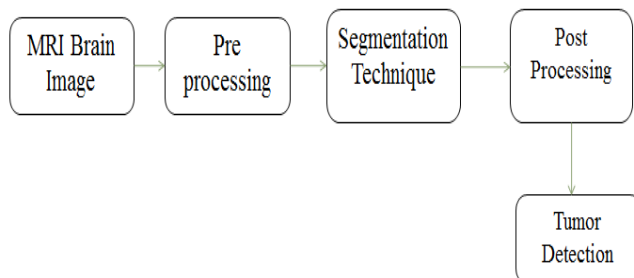 MRI Brain
Image
Pre
processing
Segmentation
Technique
Post
Processing
Tumor
Detection